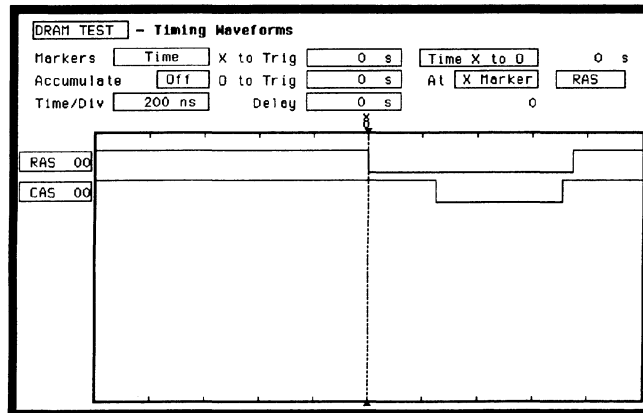 DRAM TEST - Timing Waveforms
Markers Time X to Trig 0 s Time X to O 0 s
Accumulate Off O to Trig 0 s At X Marker RAS
Time/Div 200 ns Delay 0 s 0
X
O
RAS 00
CAS 00